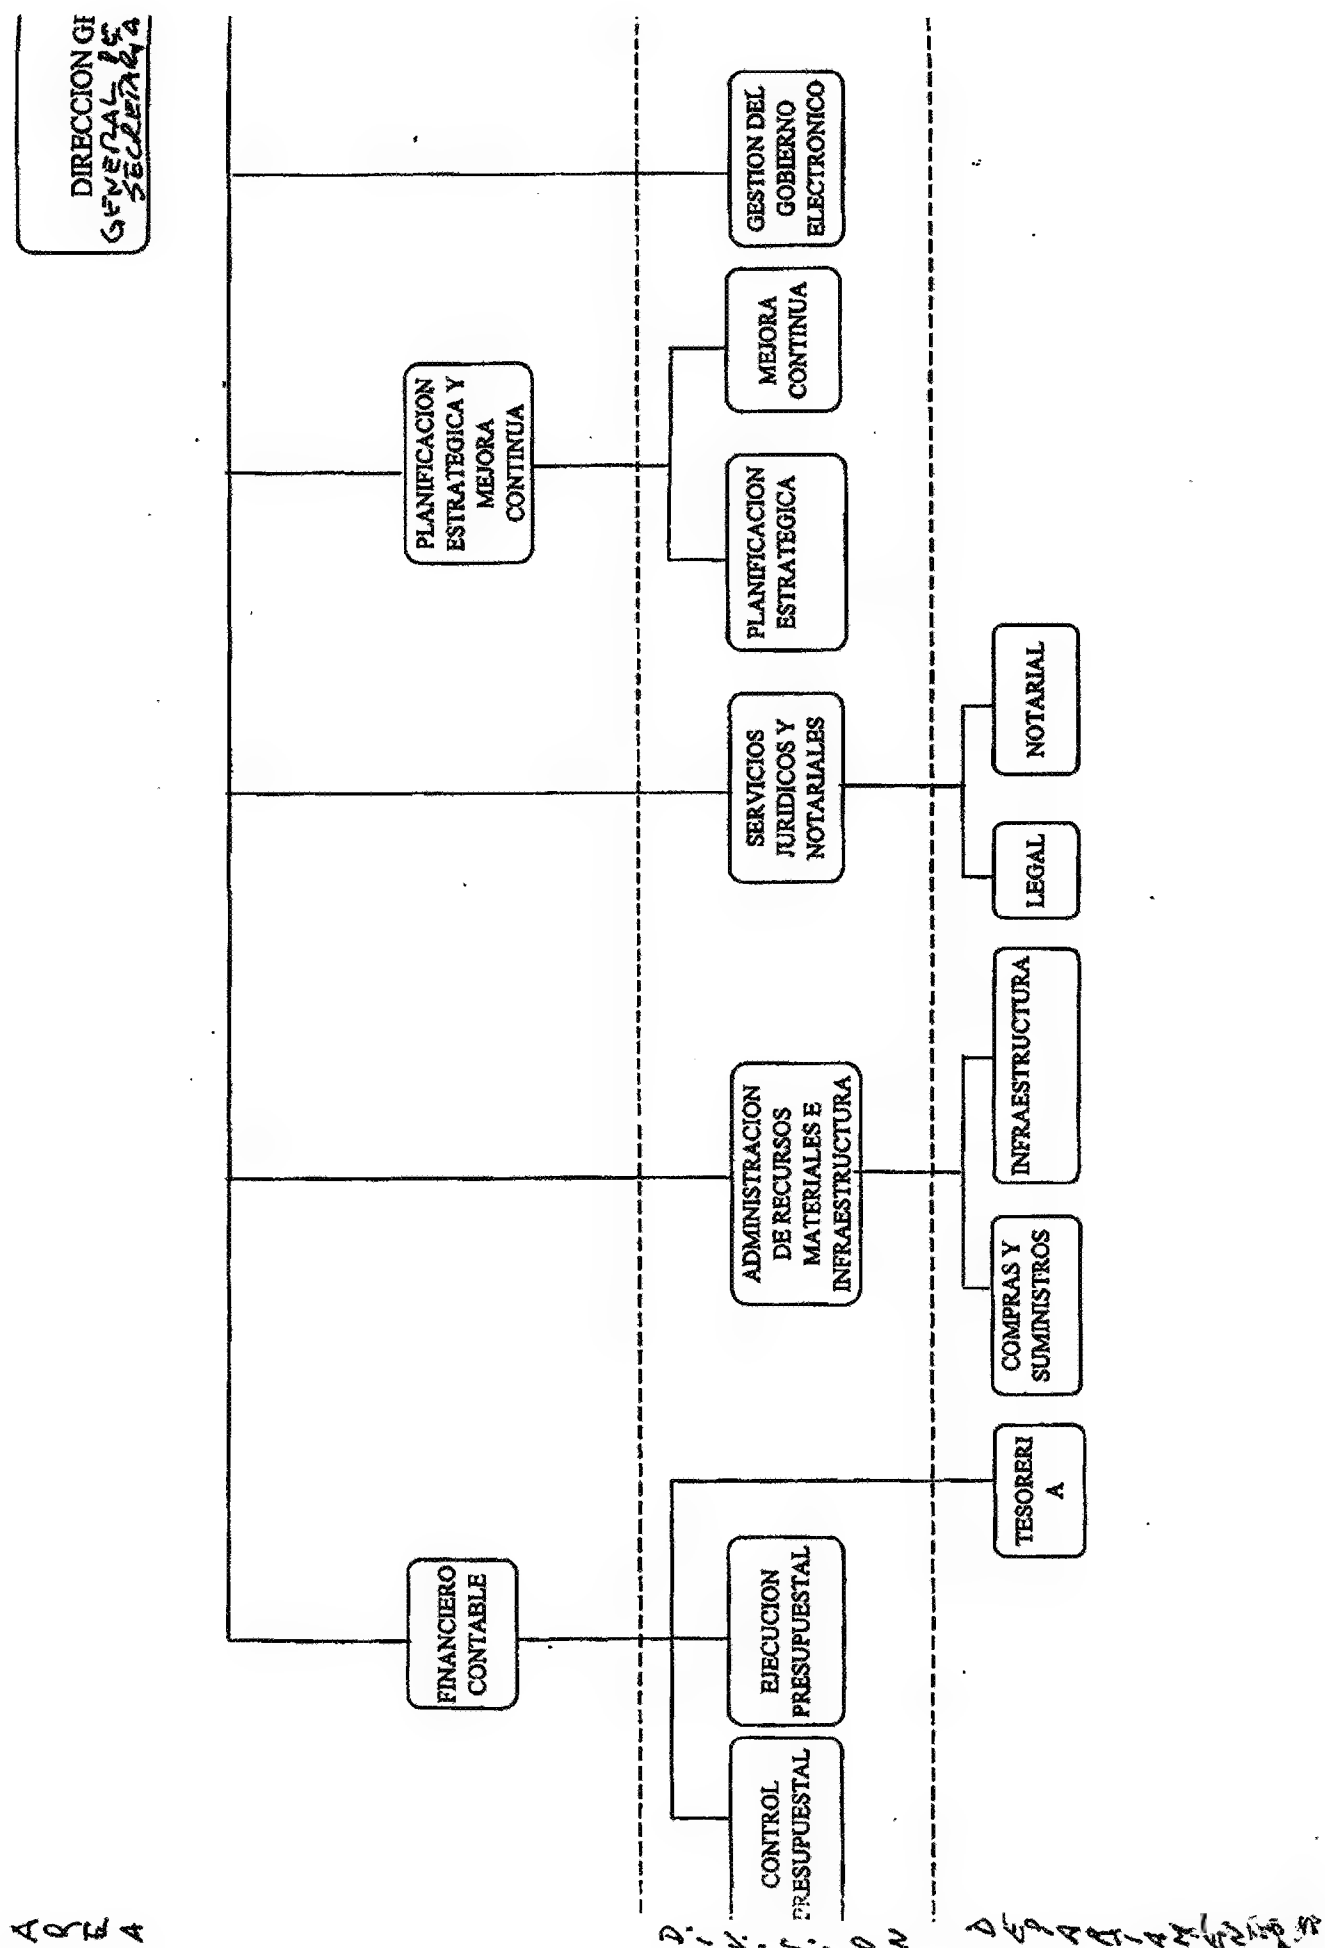 DIRECCION GE
GENERAL DE
SECRETARIA
AREA
FINANCIERO
CONTABLE
PLANIFICACION
ESTRATEGICA Y
MEJORA
CONTINUA
CONTROL
PRESUPUESTAL
EJECUCION
PRESUPUESTAL
ADMINISTRACION
DE RECURSOS
MATERIALES E
INFRAESTRUCTURA
SERVICIOS
JURIDICOS Y
NOTARIALES
PLANIFICACION
ESTRATEGICA
MEJORA
CONTINUA
GESTION DEL
GOBIERNO
ELECTRONICO
TESORERI
A
COMPRAS Y
SUMINISTROS
INFRAESTRUCTURA
LEGAL
NOTARIAL